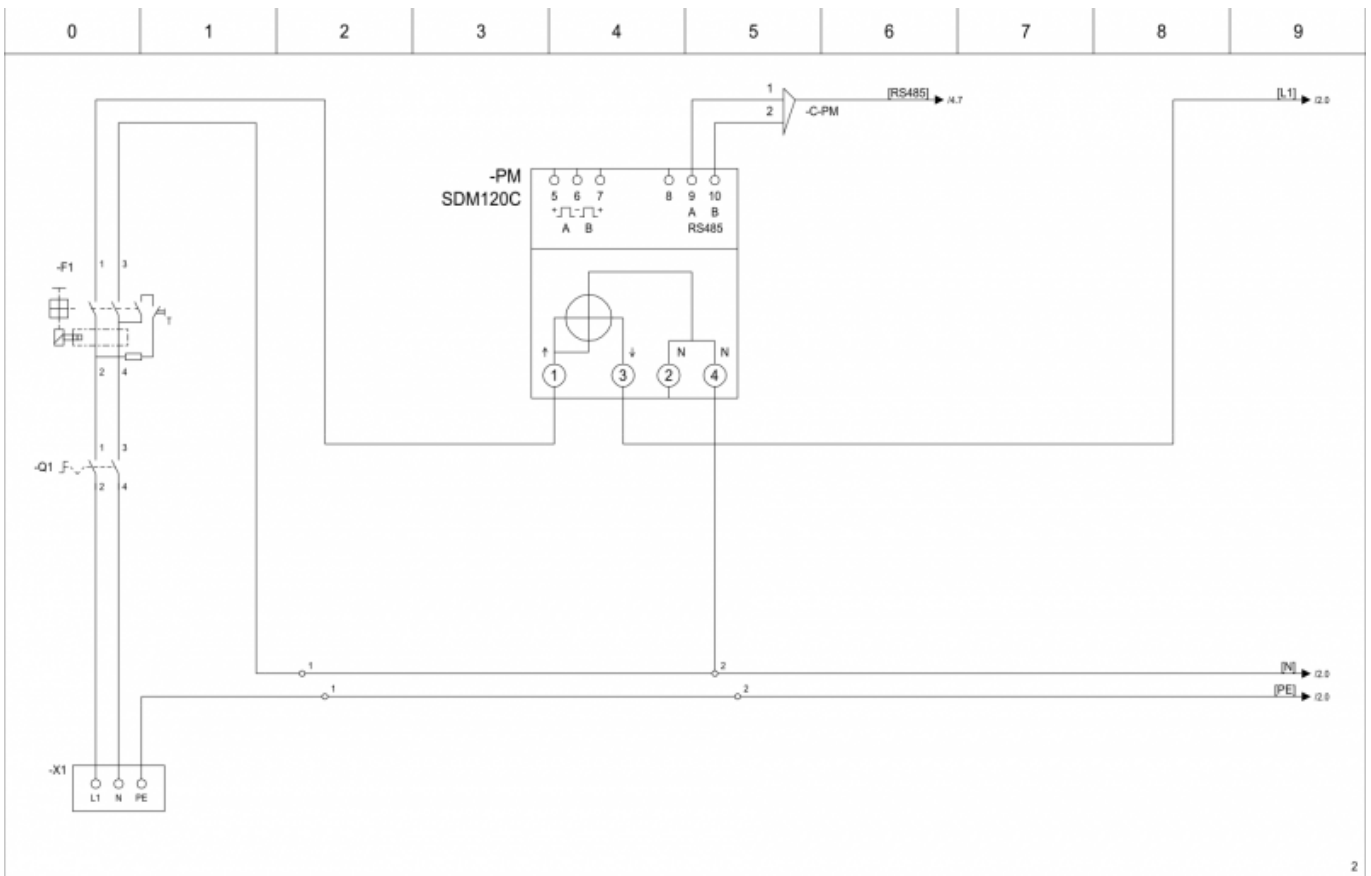 0 1 2 3 4 5 6 7 8 9
1 [RS485] /4.7 [L1] /2.0
2 -C-PM
-PM
SDM120C
5 6 7 8 9 10
+ - + A B
A B RS485
-F1 1 3
T
↑ ↓ N N
1 3 2 4
2 4
1 3
-Q1
2 4
1 2 [N] /2.0
1 2 [PE] /2.0
-X1
L1 N PE
2